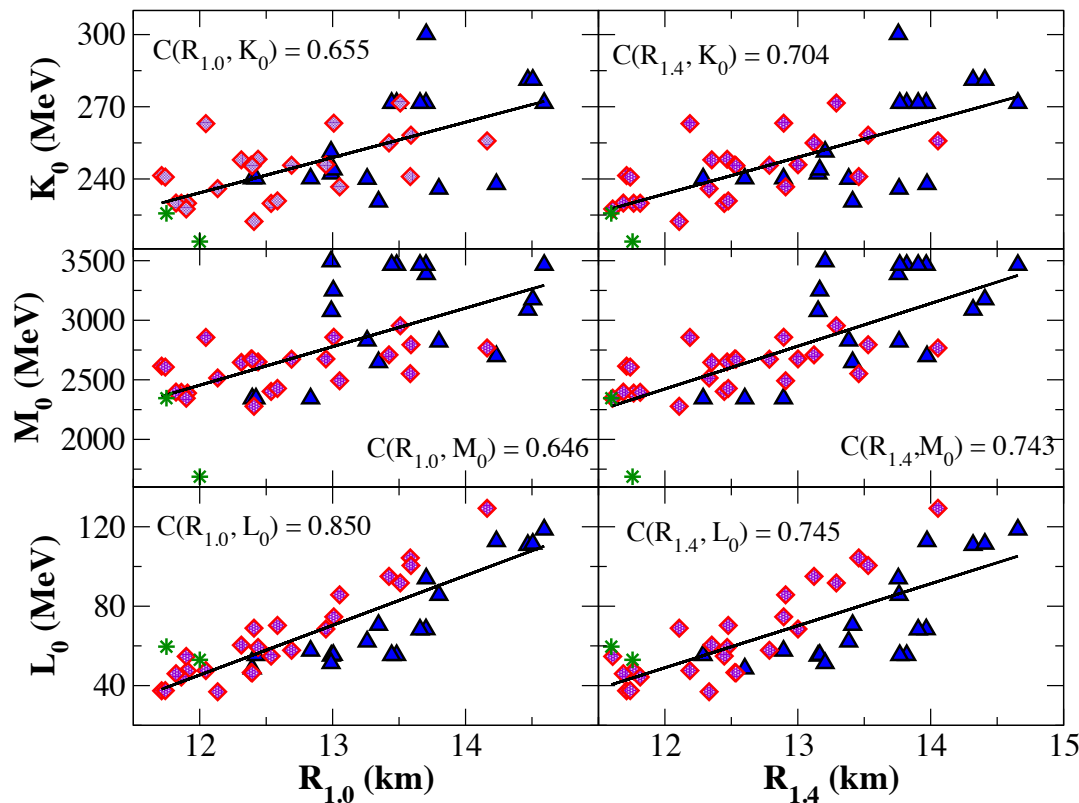 C(R₁.₀, K₀) = 0.655
C(R₁.₄, K₀) = 0.704
K₀ (MeV)
300
270
240
C(R₁.₀, M₀) = 0.646
C(R₁.₄,M₀) = 0.743
M₀ (MeV)
3500
3000
2500
2000
C(R₁.₀, L₀) = 0.850
C(R₁.₄, L₀) = 0.745
L₀ (MeV)
120
80
40
12 13 14 12 13 14 15
R₁.₀ (km)
R₁.₄ (km)